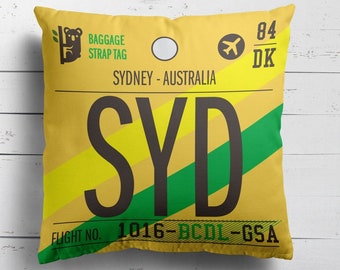 BAGGAGE
STRAP TAG
84
DK
SYDNEY - AUSTRALIA
SYD
FLIGHT NO. 1016-BCDL-GSA